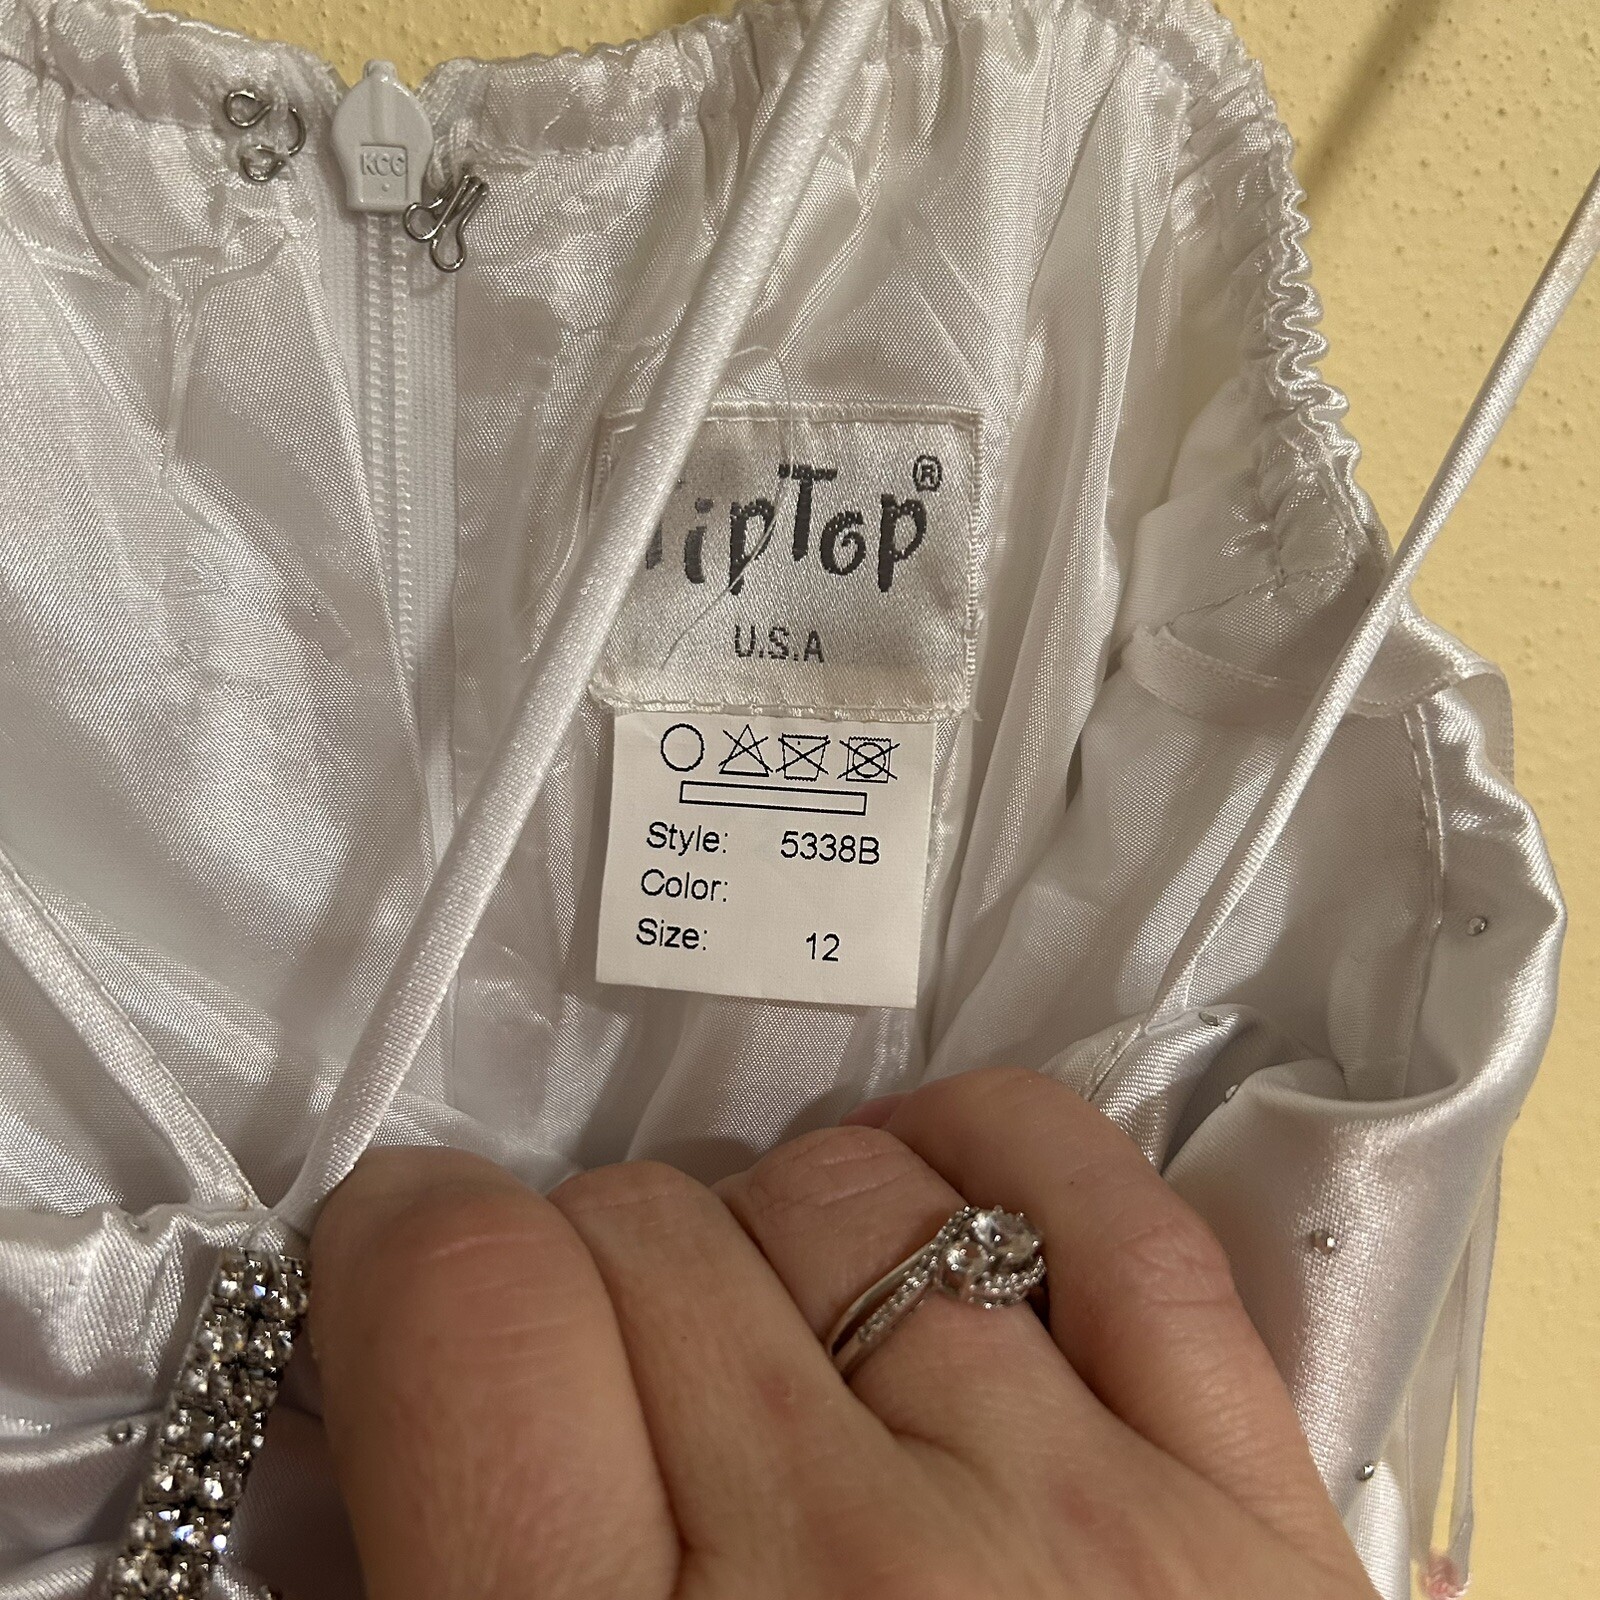 KCC
TipTop®
U.S.A
Style: 5338B
Color:
Size: 12